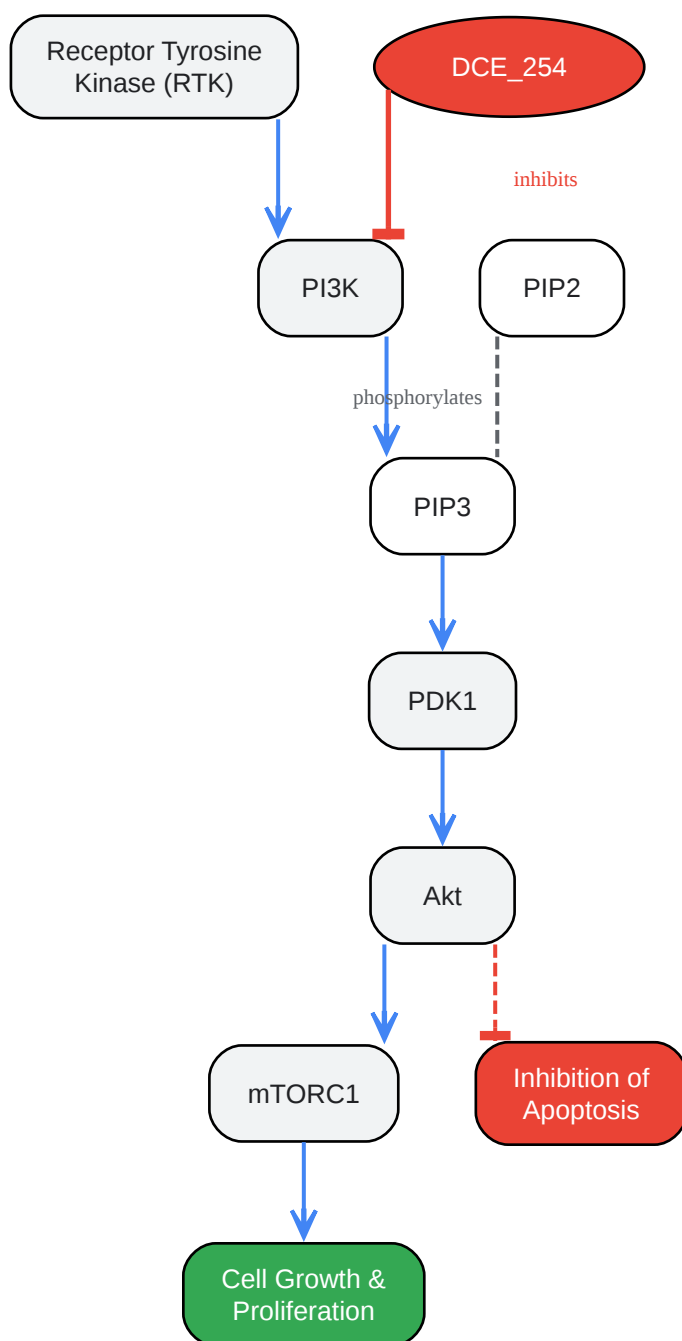 Receptor Tyrosine
Kinase (RTK)
DCE_254
inhibits
PI3K
PIP2
phosphorylates
PIP3
PDK1
Akt
mTORC1
Inhibition of
Apoptosis
Cell Growth &
Proliferation